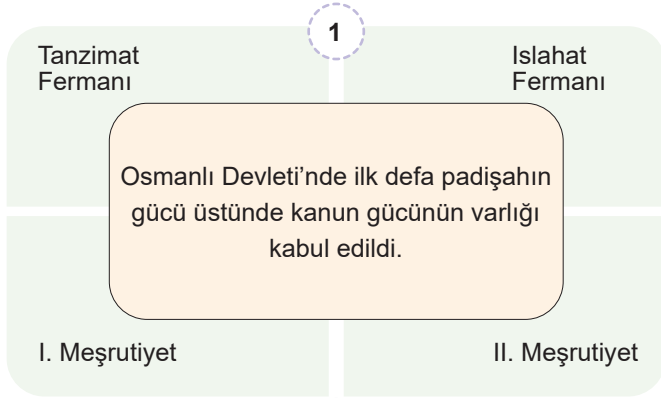 1
Tanzimat
Fermanı
Islahat
Fermanı
Osmanlı Devleti’nde ilk defa padişahın
gücü üstünde kanun gücünün varlığı
kabul edildi.
I. Meşrutiyet
II. Meşrutiyet